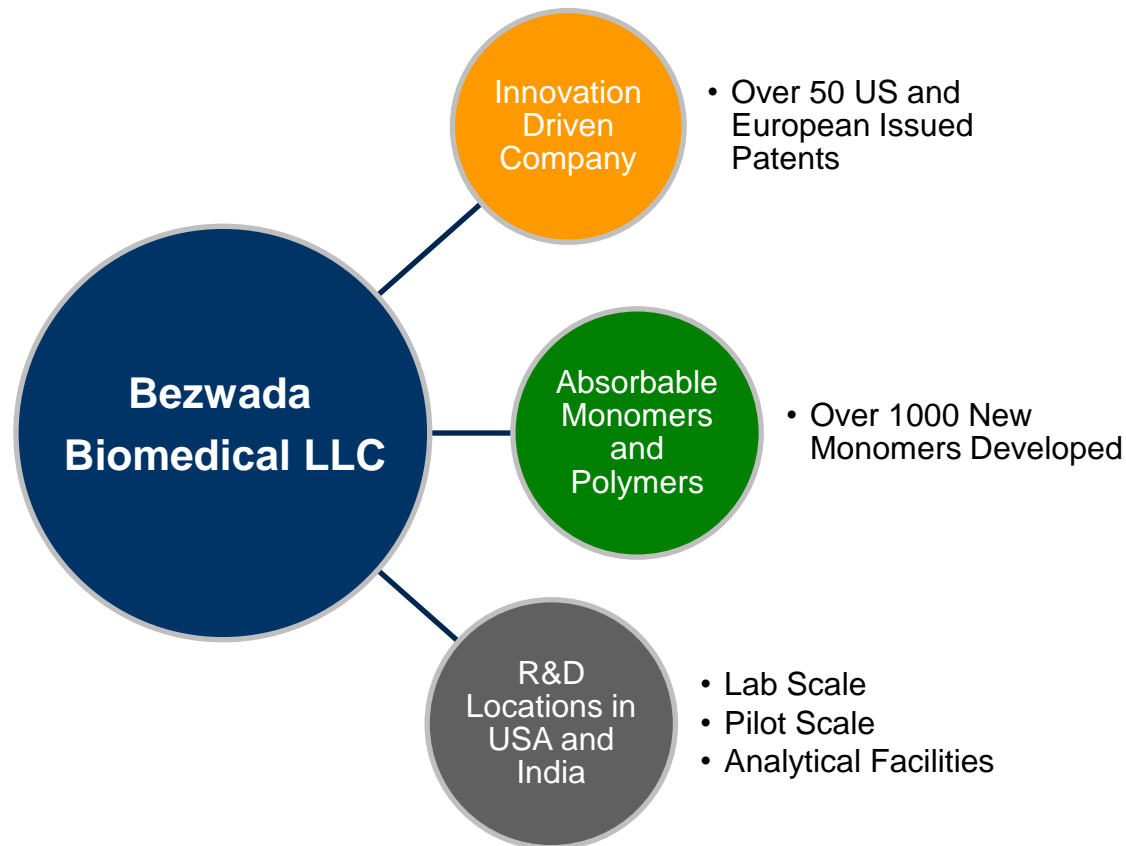 Innovation
Driven
Company
• Over 50 US and
European Issued
Patents
Bezwada
Biomedical LLC
Absorbable
Monomers
and
Polymers
• Over 1000 New
Monomers Developed
R&D
Locations in
USA and
India
• Lab Scale
• Pilot Scale
• Analytical Facilities